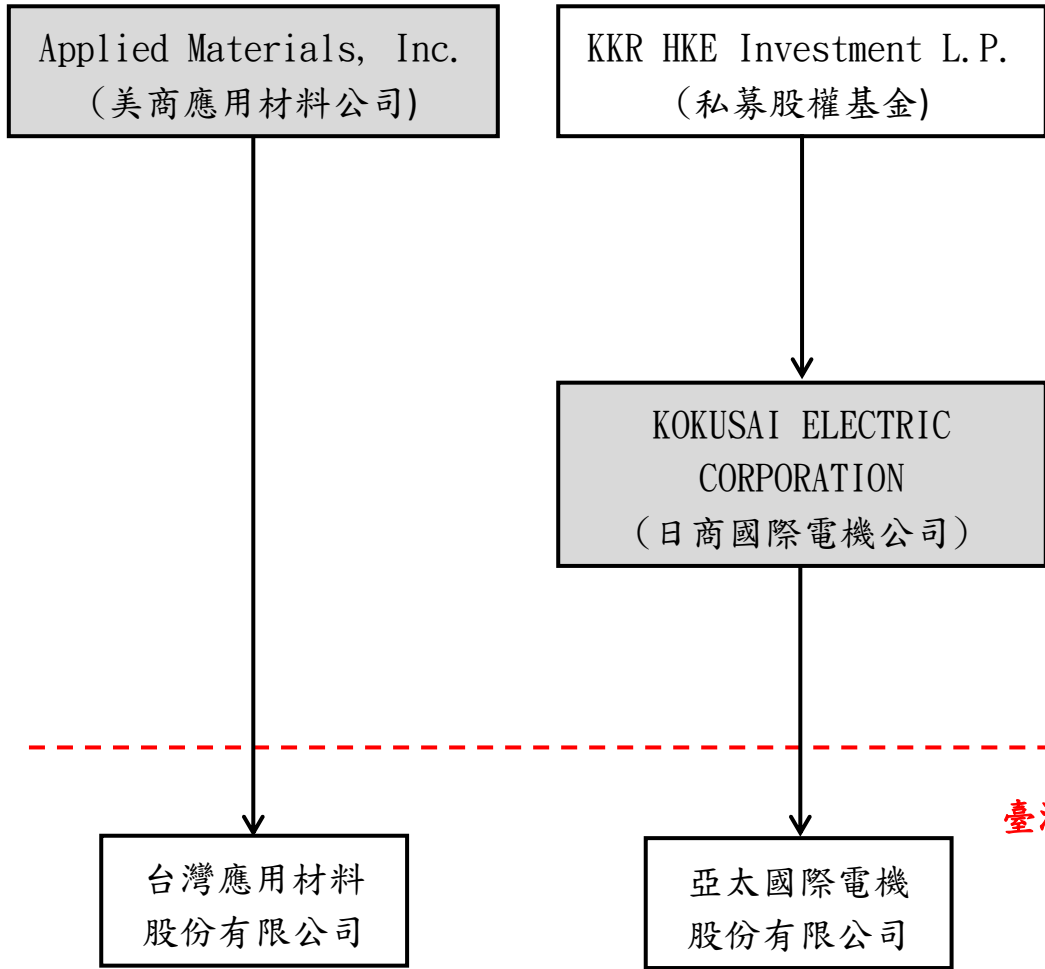 Applied Materials, Inc.
(美商應用材料公司)
KKR HKE Investment L.P.
(私募股權基金)
KOKUSAI ELECTRIC
CORPORATION
(日商國際電機公司)
臺
台灣應用材料
股份有限公司
亞太國際電機
股份有限公司